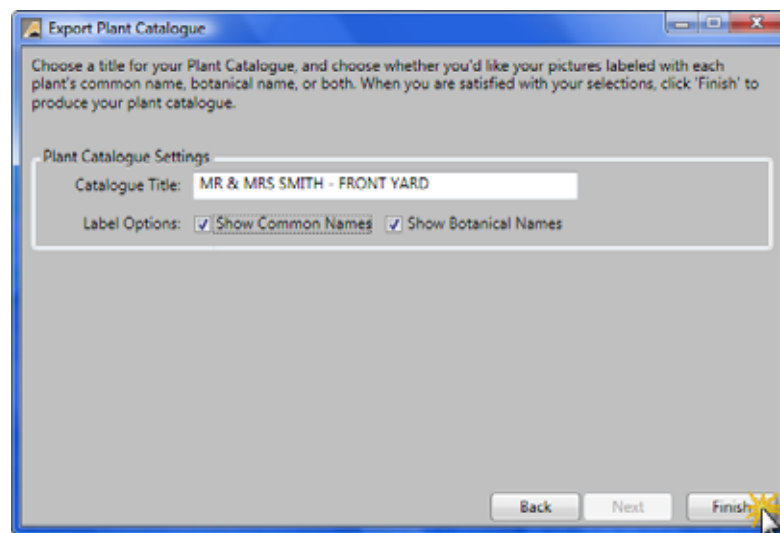 Export Plant Catalogue
Choose a title for your Plant Catalogue, and choose whether you'd like your pictures labeled with each
plant's common name, botanical name, or both. When you are satisfied with your selections, click 'Finish' to
produce your plant catalogue.
Plant Catalogue Settings
Catalogue Title: MR & MRS SMITH - FRONT YARD
Label Options: Show Common Names Show Botanical Names
Back Next Finish